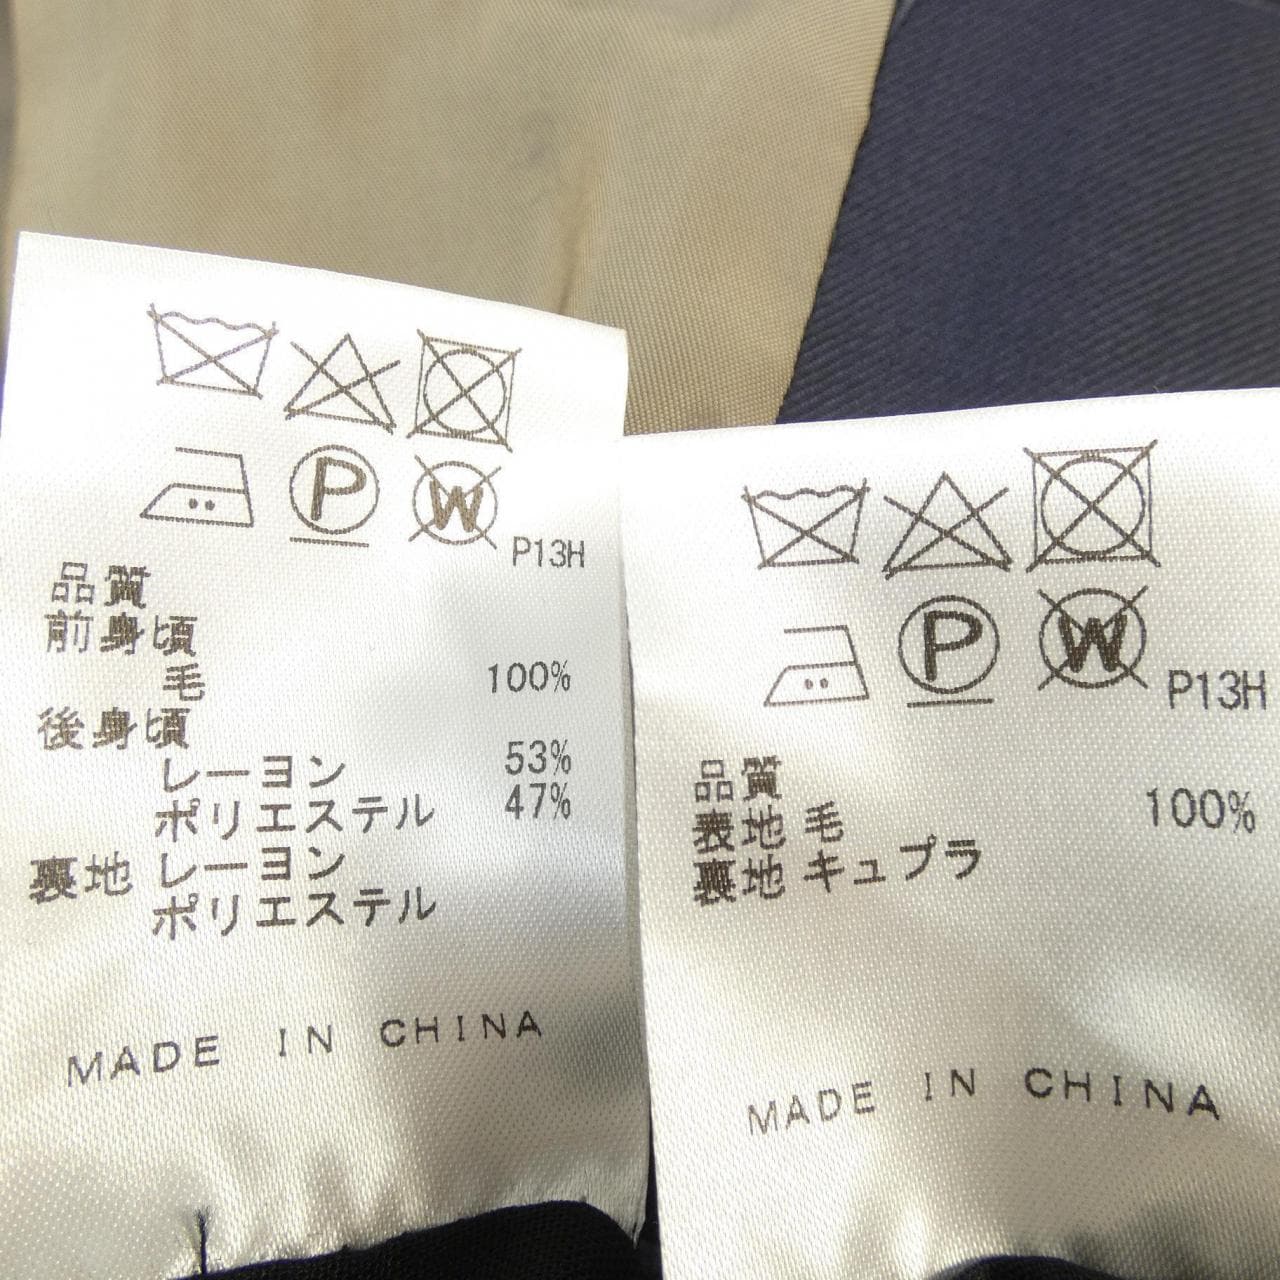 P
W
P13H
品質
前身頃
毛 100%
後身頃
レーヨン 53%
ポリエステル 47%
裏地 レーヨン
ポリエステル
MADE IN CHINA
P
W
P13H
品質
表地 毛 100%
裏地 キュプラ
MADE IN CHINA